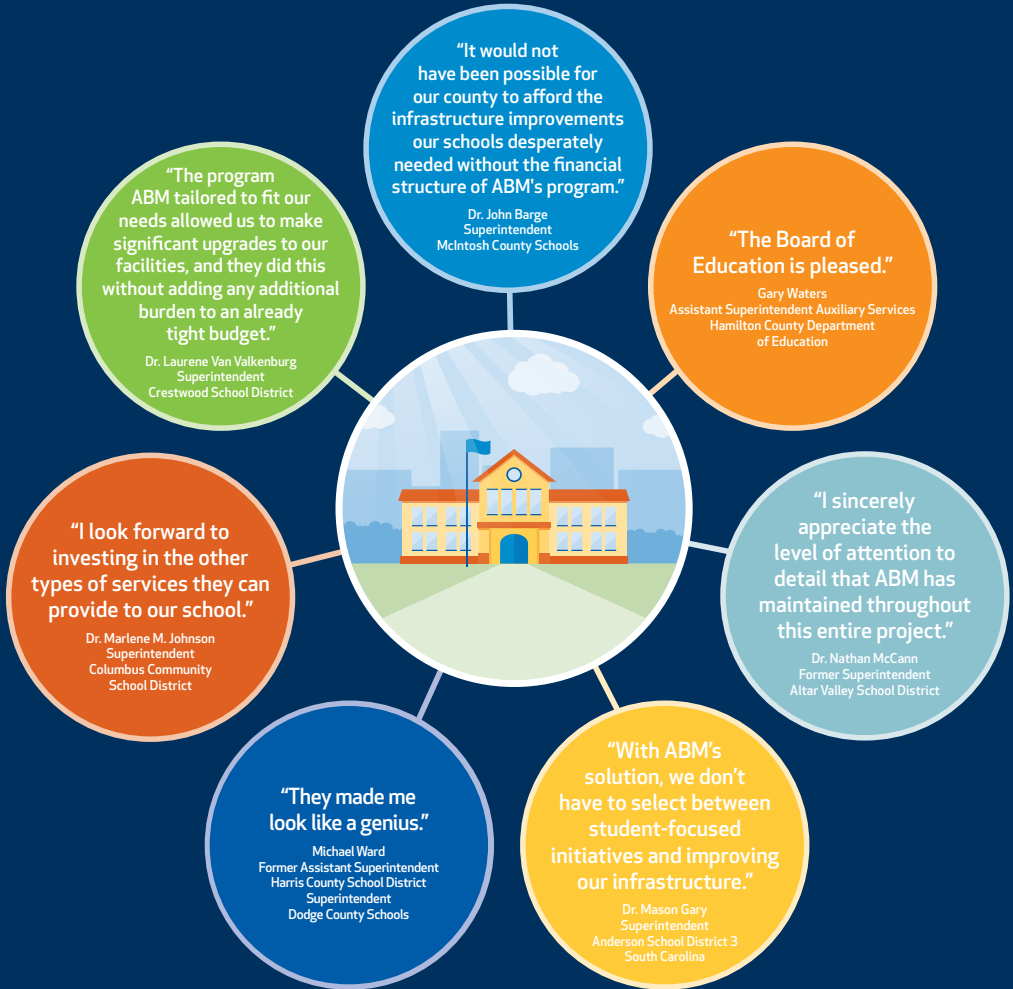 “It would not
have been possible for
our county to afford the
infrastructure improvements
our schools desperately
needed without the financial
structure of ABM's program.”
Dr. John Barge
Superintendent
McIntosh County Schools
“The program
ABM tailored to fit our
needs allowed us to make
significant upgrades to our
facilities, and they did this
without adding any additional
burden to an already
tight budget.”
Dr. Laurene Van Valkenburg
Superintendent
Crestwood School District
“The Board of
Education is pleased.”
Gary Waters
Assistant Superintendent Auxiliary Services
Hamilton County Department
of Education
“I look forward to
investing in the other
types of services they can
provide to our school.”
Dr. Marlene M. Johnson
Superintendent
Columbus Community
School District
“I sincerely
appreciate the
level of attention to
detail that ABM has
maintained throughout
this entire project.”
Dr. Nathan McCann
Former Superintendent
Altar Valley School District
“They made me
look like a genius.”
Michael Ward
Former Assistant Superintendent
Harris County School District
Superintendent
Dodge County Schools
“With ABM’s
solution, we don’t
have to select between
student-focused
initiatives and improving
our infrastructure.”
Dr. Mason Gary
Superintendent
Anderson School District 3
South Carolina